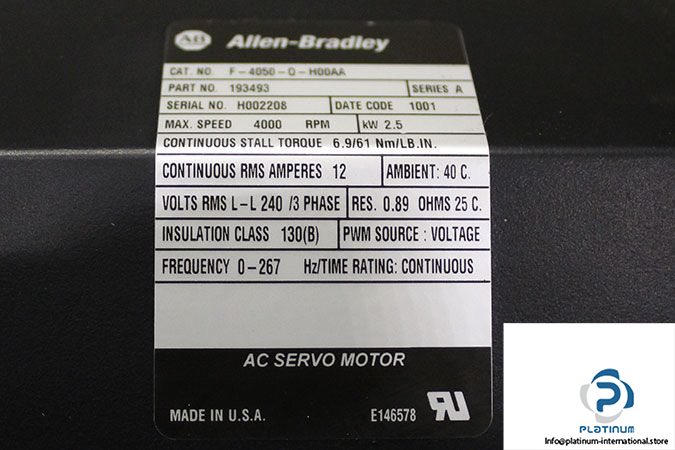 AB Allen-Bradley
CAT. NO. F-4050-Q-H00AA
PART NO. 193493 SERIES A
SERIAL NO. H002208 DATE CODE 1001
MAX. SPEED 4000 RPM kW 2.5
CONTINUOUS STALL TORQUE 6.9/61 Nm/LB.IN.
CONTINUOUS RMS AMPERES 12 AMBIENT: 40 C.
VOLTS RMS L-L 240 /3 PHASE RES. 0.89 OHMS 25 C.
INSULATION CLASS 130(B) PWM SOURCE : VOLTAGE
FREQUENCY 0-267 Hz/TIME RATING: CONTINUOUS
AC SERVO MOTOR
MADE IN U.S.A. E146578 RU
PLATINUM
Info@platinum-international.store